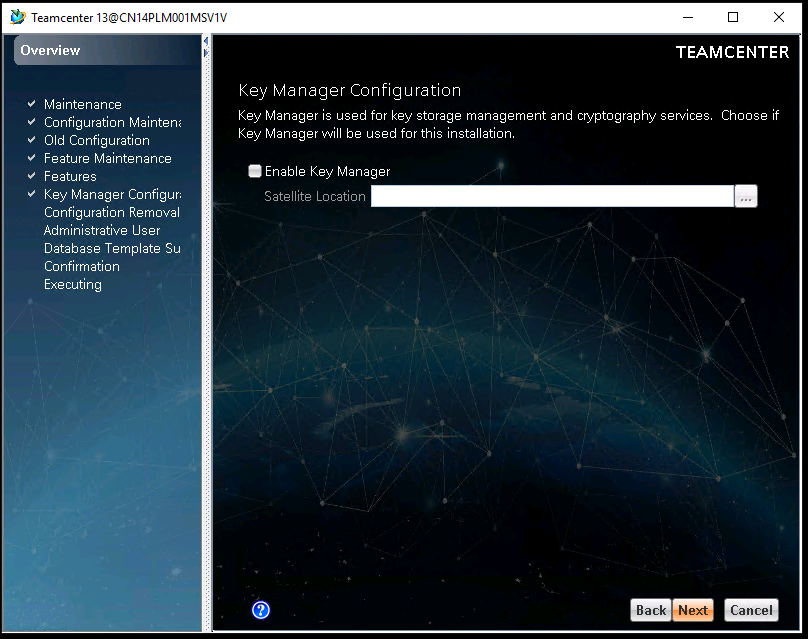 Teamcenter 13@CN14PLM001MSV1V
Overview
TEAMCENTER
Maintenance
Configuration Maintena
Old Configuration
Feature Maintenance
Features
Key Manager Configura
Configuration Removal
Administrative User
Database Template Su
Confirmation
Executing
Key Manager Configuration
Key Manager is used for key storage management and cryptography services. Choose if
Key Manager will be used for this installation.
Enable Key Manager
Satellite Location
...
?
Back Next Cancel